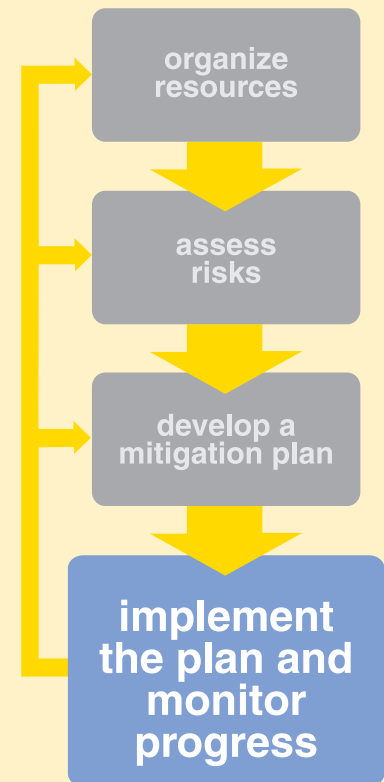 organize
resources
assess
risks
develop a
mitigation plan
implement
the plan and
monitor
progress